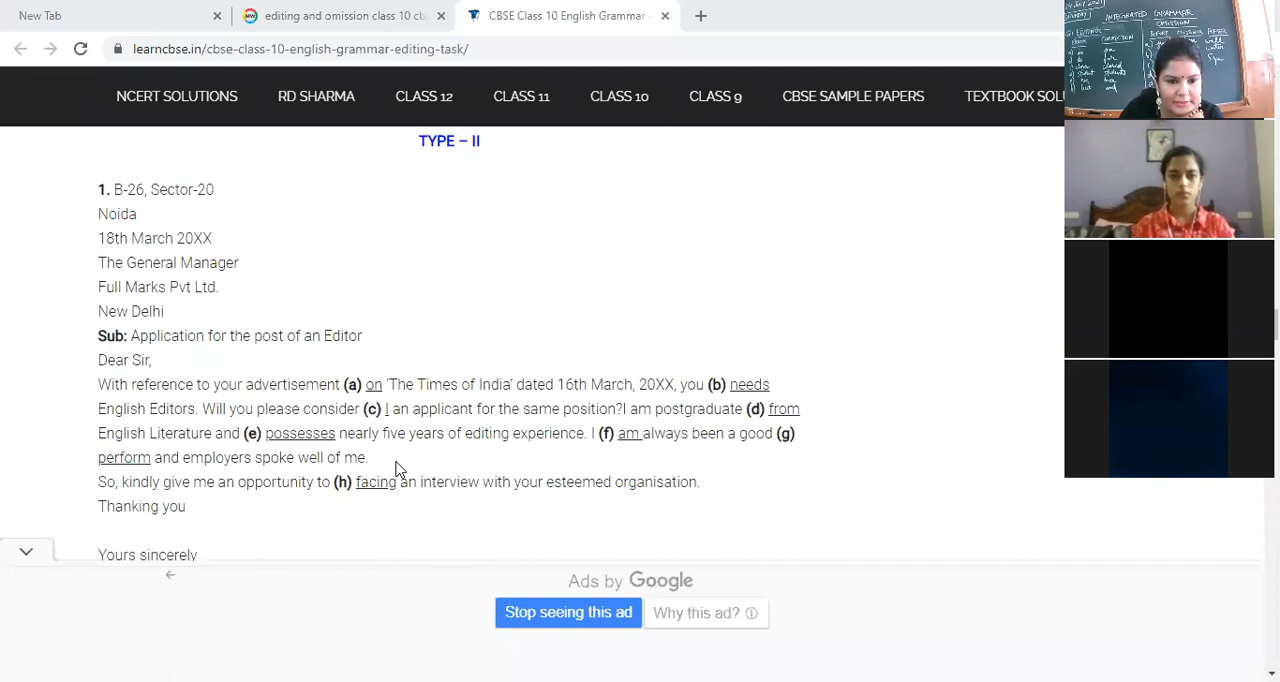 New Tab
editing and omission class 10 cb
CBSE Class 10 English Grammar
learncbse.in/cbse-class-10-english-grammar-editing-task/
NCERT SOLUTIONS RD SHARMA CLASS 12 CLASS 11 CLASS 10 CLASS 9 CBSE SAMPLE PAPERS TEXTBOOK SOL
INTEGRATED GRAMMAR
OMISSION
TYPE – II
1. B-26, Sector-20
Noida
18th March 20XX
The General Manager
Full Marks Pvt Ltd.
New Delhi
Sub: Application for the post of an Editor
Dear Sir,
With reference to your advertisement (a) on ‘The Times of India’ dated 16th March, 20XX, you (b) needs
English Editors. Will you please consider (c) I an applicant for the same position?I am postgraduate (d) from
English Literature and (e) possesses nearly five years of editing experience. I (f) am always been a good (g)
perform and employers spoke well of me.
So, kindly give me an opportunity to (h) facing an interview with your esteemed organisation.
Thanking you
Yours sincerely
Ads by Google
Stop seeing this ad
Why this ad?